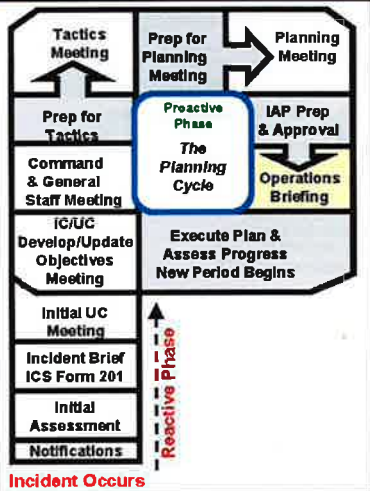 Tactics
Meeting
Prep for
Planning
Meeting
Planning
Meeting
Prep for
Tactics
Proactive
Phase
The
Planning
Cycle
IAP Prep
& Approval
Command
& General
Staff Meeting
Operations
Briefing
IC/UC
Develop/Update
Objectives
Meeting
Execute Plan &
Assess Progress
New Period Begins
Initial UC
Meeting
Incident Brief
ICS Form 201
Initial
Assessment
Notifications
Reactive Phase
Incident Occurs